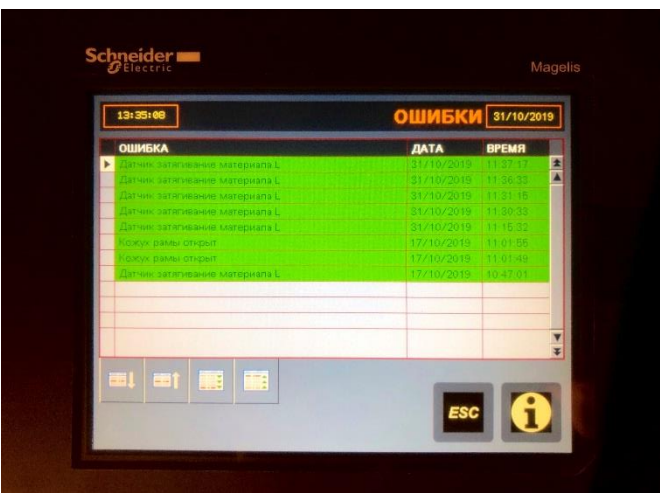 Schneider
Electric
Magelis
13:35:08 ОШИБКИ 31/10/2019
ОШИБКА ДАТА ВРЕМЯ
Датчик затягивание материала L 31/10/2019 11:37:17
Датчик затягивание материала L 31/10/2019 11:36:33
Датчик затягивание материала L 31/10/2019 11:31:15
Датчик затягивание материала L 31/10/2019 11:30:33
Датчик затягивание материала L 31/10/2019 11:15:32
Кожух рамы открыт 17/10/2019 11:01:56
Кожух рамы открыт 17/10/2019 11:01:49
Датчик затягивание материала L 17/10/2019 10:47:01
ESC
i